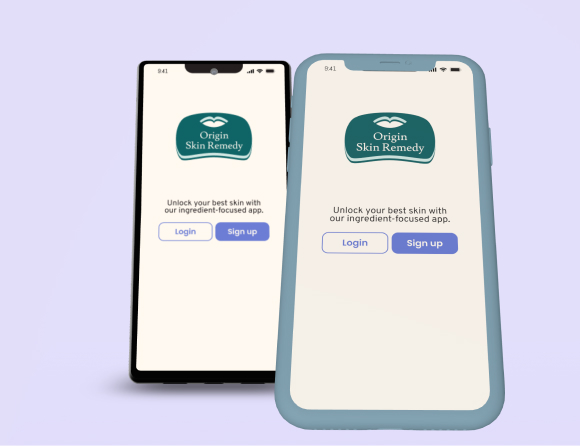 9:41
Origin
Skin Remedy
Unlock your best skin with
our ingredient-focused app.
Login
Sign up
9:41
Origin
Skin Remedy
Unlock your best skin with
our ingredient-focused app.
Login
Sign up